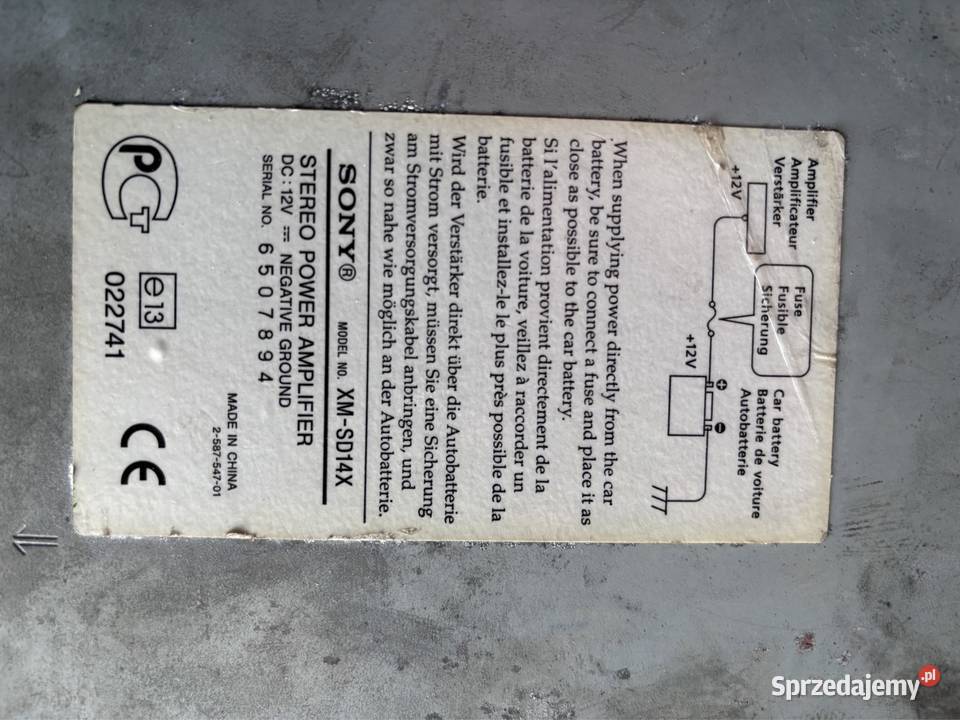 Amplifier
Amplificateur
Verstärker
Fuse
Fusible
Sicherung
Car battery
Batterie de voiture
Autobatterie
+12V
+12V
⊕ ⊖
When supplying power directly from the car
battery, be sure to connect a fuse and place it as
close as possible to the car battery.
Si l'alimentation provient directement de la
batterie de la voiture, veillez à raccorder un
fusible et installez-le le plus près possible de la
batterie.
Wird der Verstärker direkt über die Autobatterie
mit Strom versorgt, müssen Sie eine Sicherung
am Stromversorgungskabel anbringen, und
zwar so nahe wie möglich an der Autobatterie.
SONY® MODEL NO. XM-SD14X
STEREO POWER AMPLIFIER
DC : 12V ⎓ NEGATIVE GROUND
SERIAL NO. 6507894
MADE IN CHINA
2-587-547-01
PCT e13 CE
022741
Sprzedajemy.pl